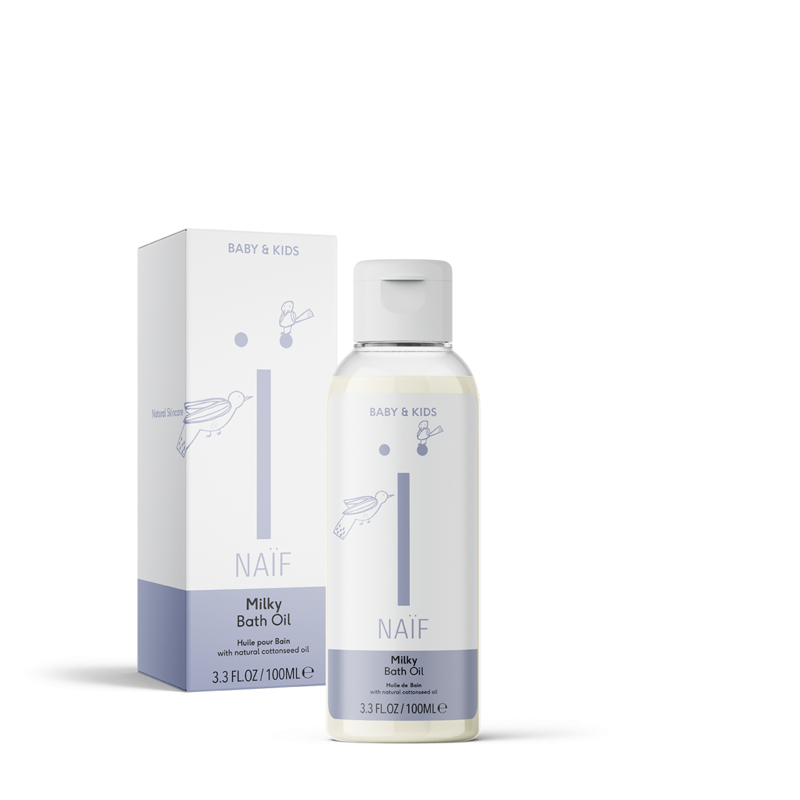 BABY & KIDS
Natural Skincare
NAÏF
Milky
Bath Oil
Huile pour Bain
with natural cottonseed oil
3.3 FL.OZ / 100ML ℮
BABY & KIDS
NAÏF
Milky
Bath Oil
Huile de Bain
with natural cottonseed oil
3.3 FL.OZ / 100ML ℮